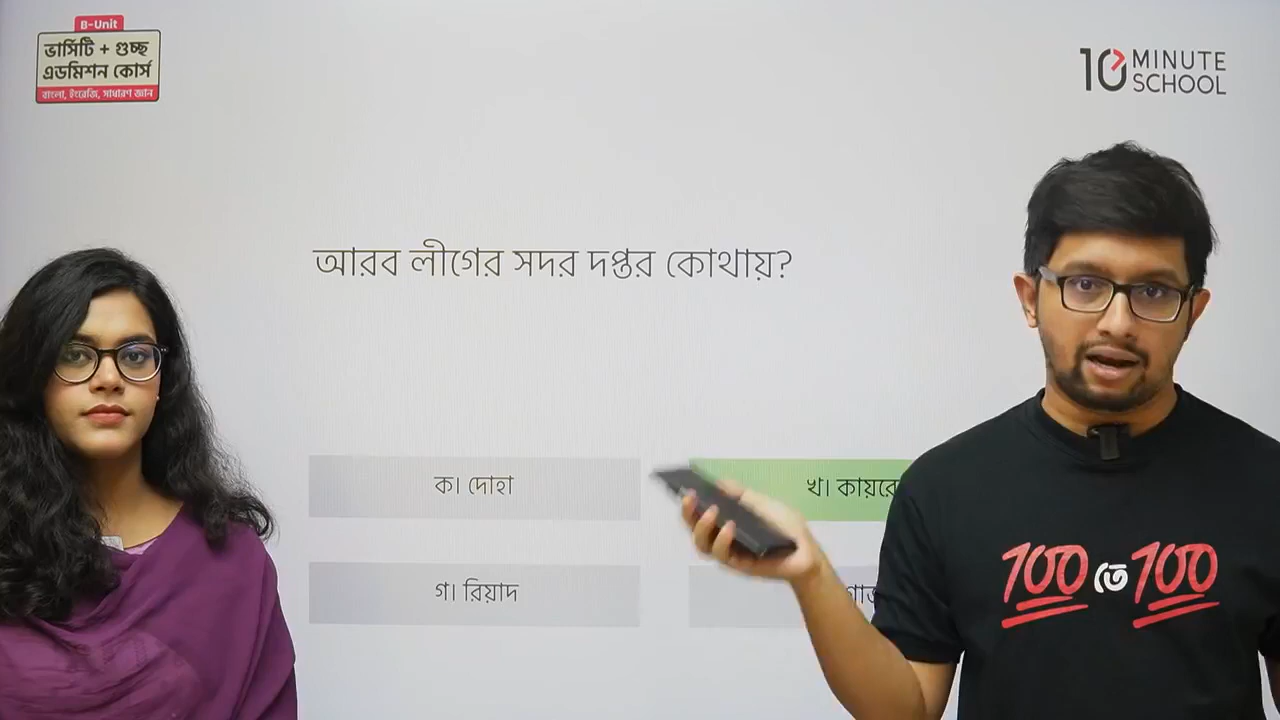 B-Unit
ভার্সিটি + গুচ্ছ
এডমিশন কোর্স
বাংলা, ইংরেজি, সাধারণ জ্ঞান
10 MINUTE
SCHOOL
আরব লীগের সদর দপ্তর কোথায়?
ক। দোহা
খ। কায়রো
গ। রিয়াদ
100 তে 100